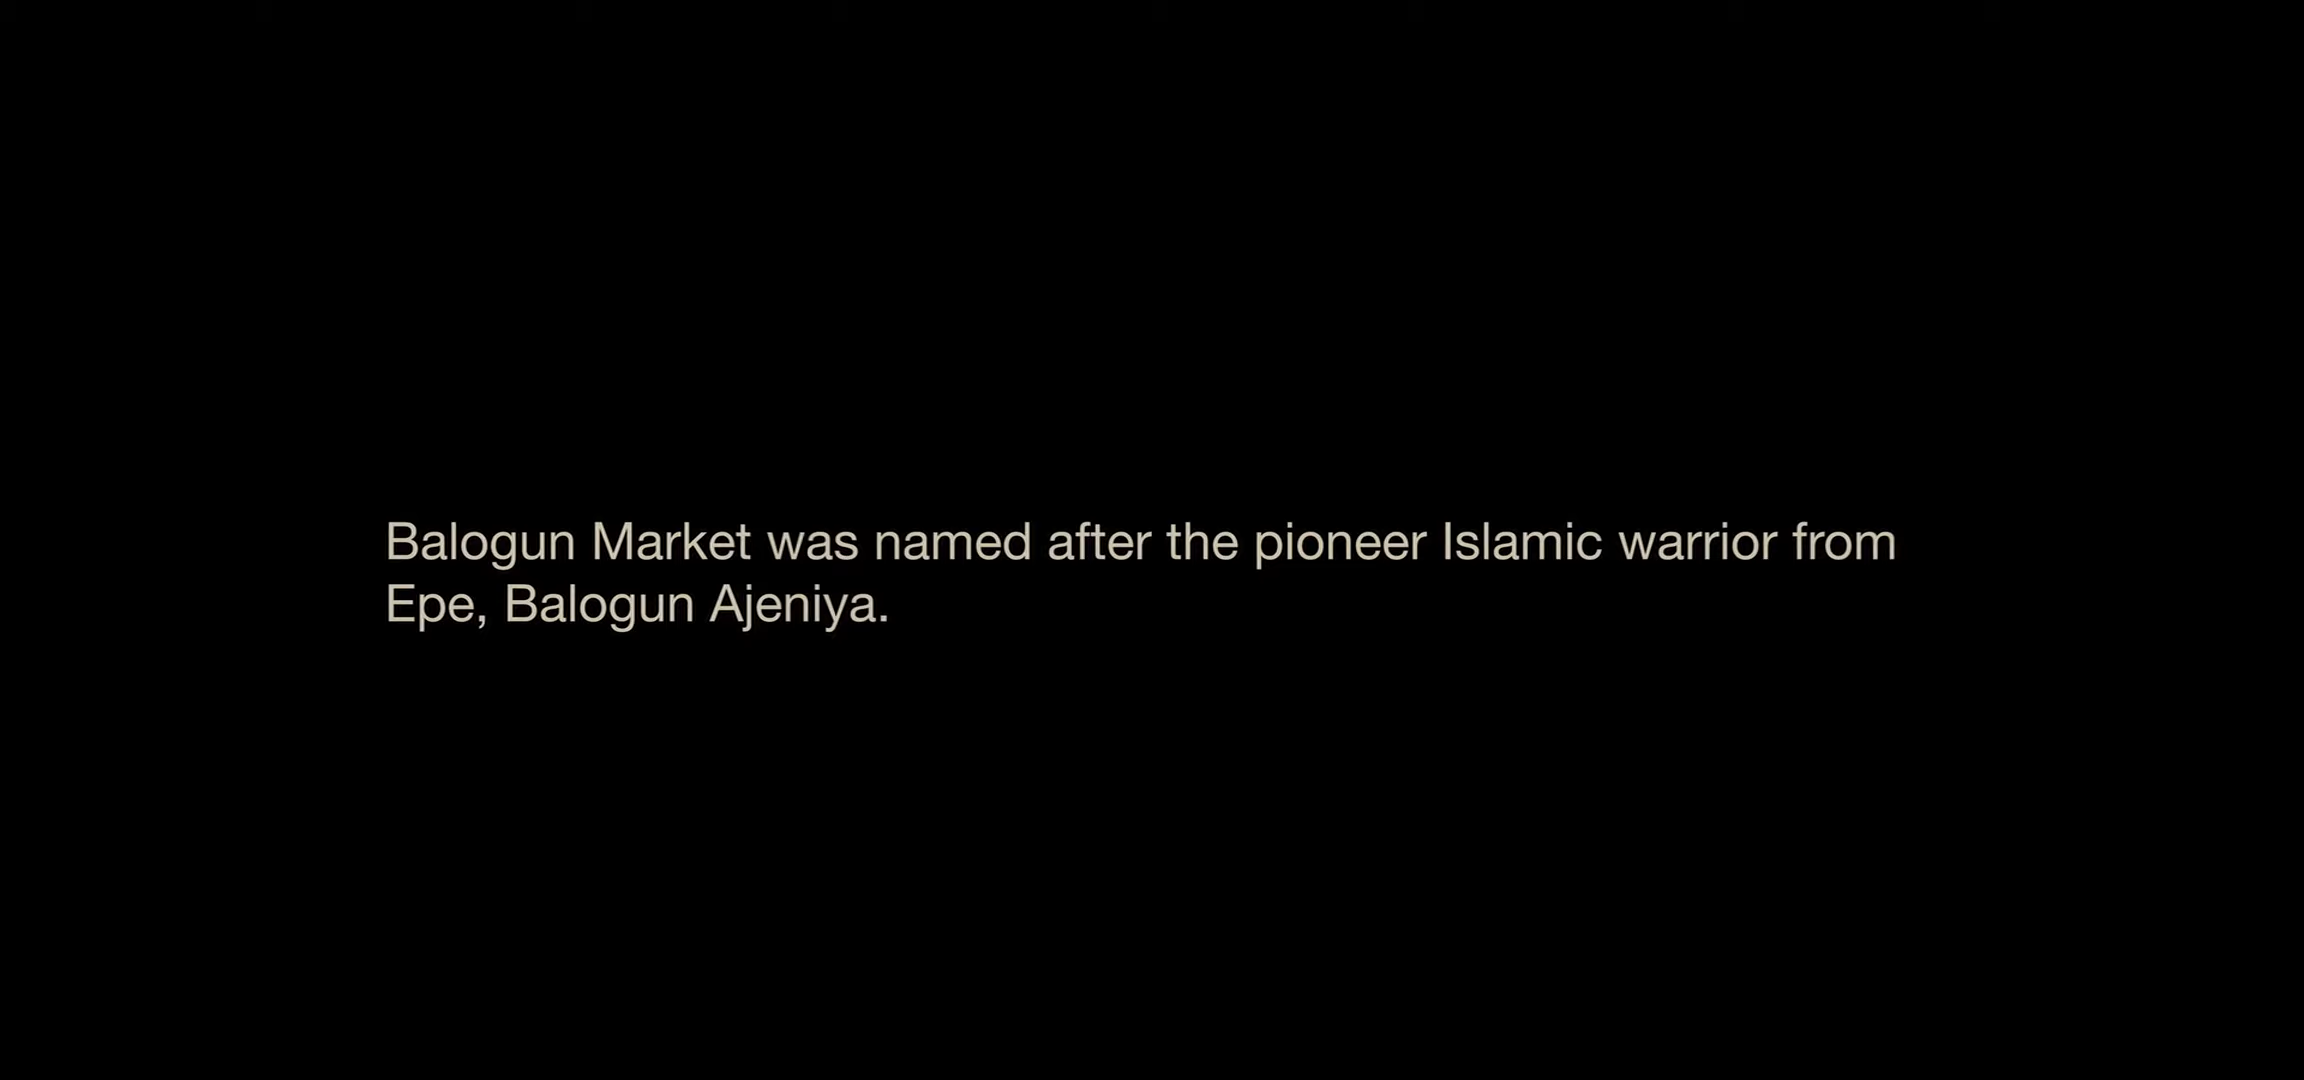 Balogun Market was named after the pioneer Islamic warrior from
Epe, Balogun Ajeniya.